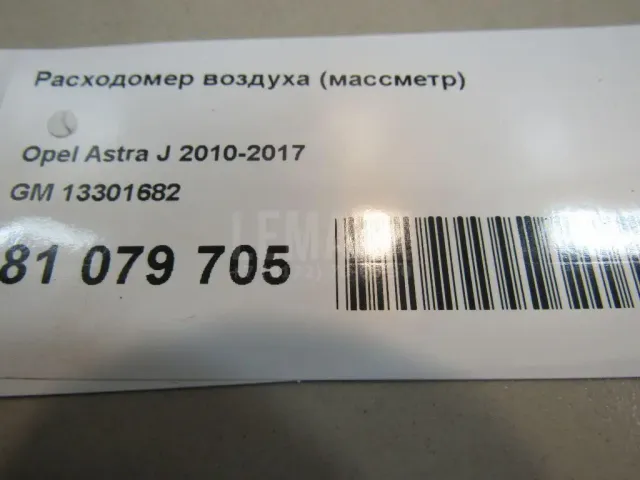 Расходомер воздуха (массметр)
Opel Astra J 2010-2017
GM 13301682
81 079 705